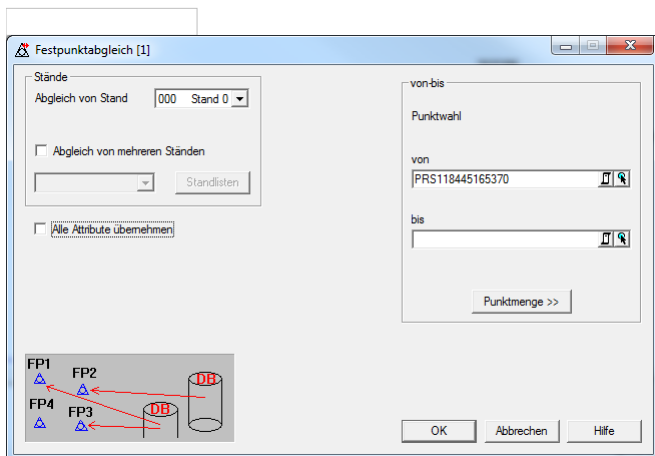 Festpunktabgleich [1]
Stände
Abgleich von Stand
000 Stand 0
Abgleich von mehreren Ständen
Standlisten
Alle Attribute übernehmen
von-bis
Punktwahl
von
PRS118445165370
bis
Punktmenge >>
FP1
FP2
DB
FP4
FP3
DB
OK
Abbrechen
Hilfe